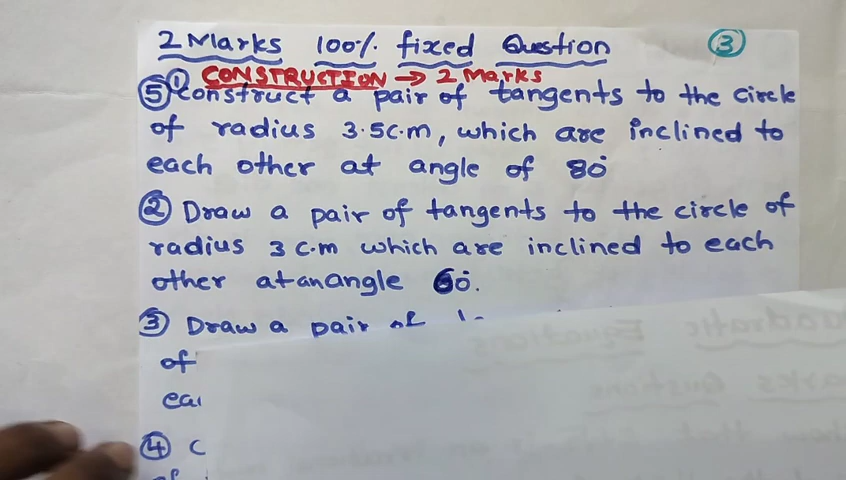 2 Marks 100% fixed Question ③
① CONSTRUCTION → 2 Marks
⑤ Construct a pair of tangents to the circle
of radius 3.5c.m, which are inclined to
each other at angle of 80°
② Draw a pair of tangents to the circle of
radius 3 c.m which are inclined to each
other at an angle 60°.
③ Draw a pair of
of
④ C